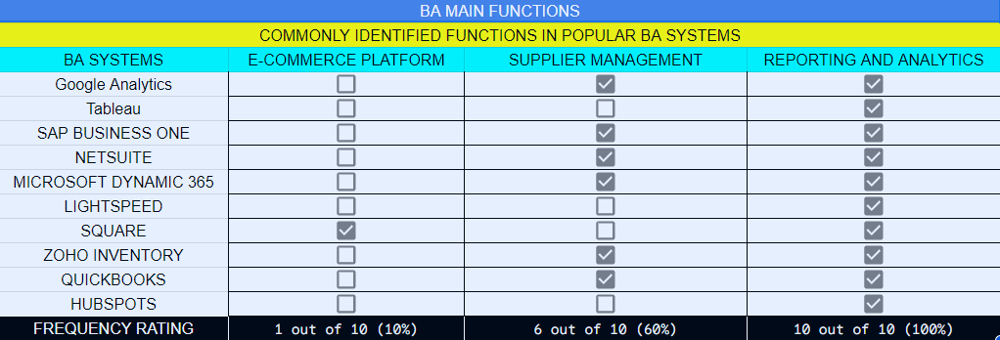 BA MAIN FUNCTIONS
COMMONLY IDENTIFIED FUNCTIONS IN POPULAR BA SYSTEMS
BA SYSTEMS E-COMMERCE PLATFORM SUPPLIER MANAGEMENT REPORTING AND ANALYTICS
Google Analytics
Tableau
SAP BUSINESS ONE
NETSUITE
MICROSOFT DYNAMIC 365
LIGHTSPEED
SQUARE
ZOHO INVENTORY
QUICKBOOKS
HUBSPOTS
FREQUENCY RATING 1 out of 10 (10%) 6 out of 10 (60%) 10 out of 10 (100%)